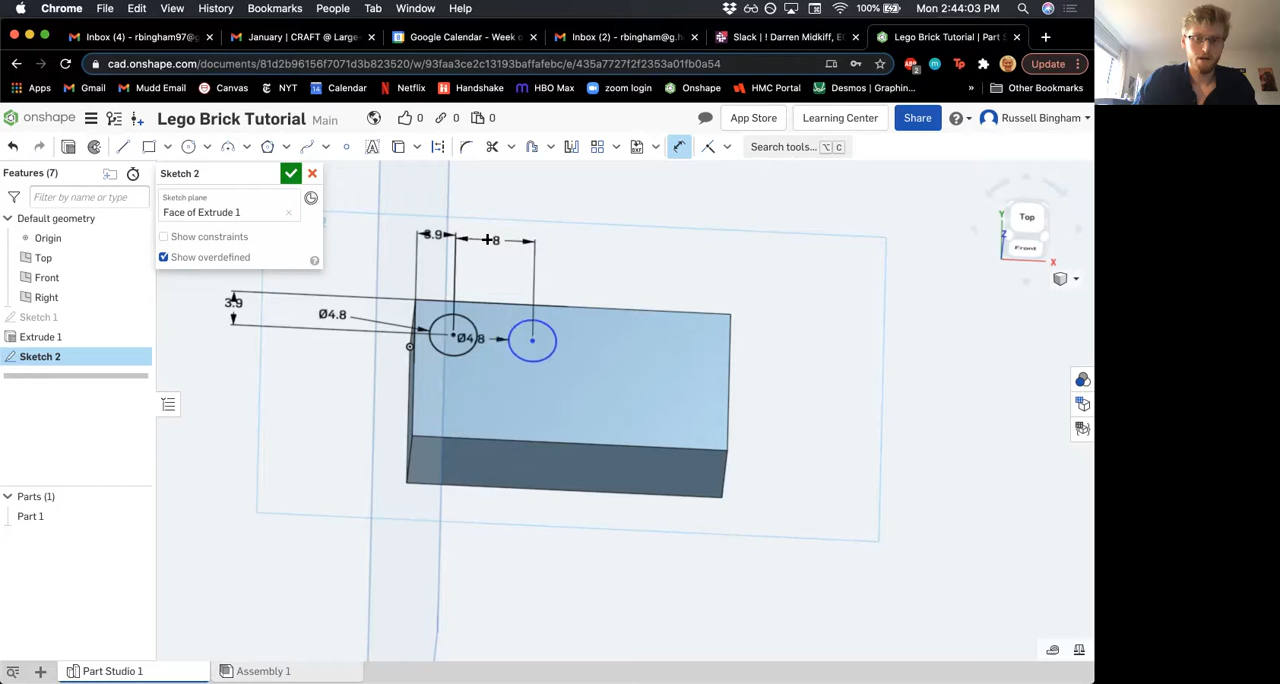 Chrome File Edit View History Bookmarks People Tab Window Help 100% Mon 2:44:03 PM
Inbox (4) - rbingham97@g January | CRAFT @ Large Google Calendar - Week o Inbox (2) - rbingham@g.ha Slack | ! Darren Midkiff, EC Lego Brick Tutorial | Part S
cad.onshape.com/documents/81d2b96156f7071d3b823520/w/93faa3ce2c13193baffafebc/e/435a7727f2f2353a01fb0a54 Update
Apps Gmail Mudd Email Canvas NYT Calendar Netflix Handshake HBO Max zoom login Onshape HMC Portal Desmos | Graphin... » Other Bookmarks
onshape Lego Brick Tutorial Main 0 0 0 App Store Learning Center Share Russell Bingham
Search tools... ⌥ C
Features (7)
Filter by name or type
Default geometry
Origin
Top
Front
Right
Sketch 1
Extrude 1
Sketch 2
Parts (1)
Part 1
Sketch 2
Sketch plane
Face of Extrude 1
Show constraints
Show overdefined
3.9 8
3.9
Ø4.8
Ø4.8
Top
Front
Y
Z
X
Part Studio 1 Assembly 1